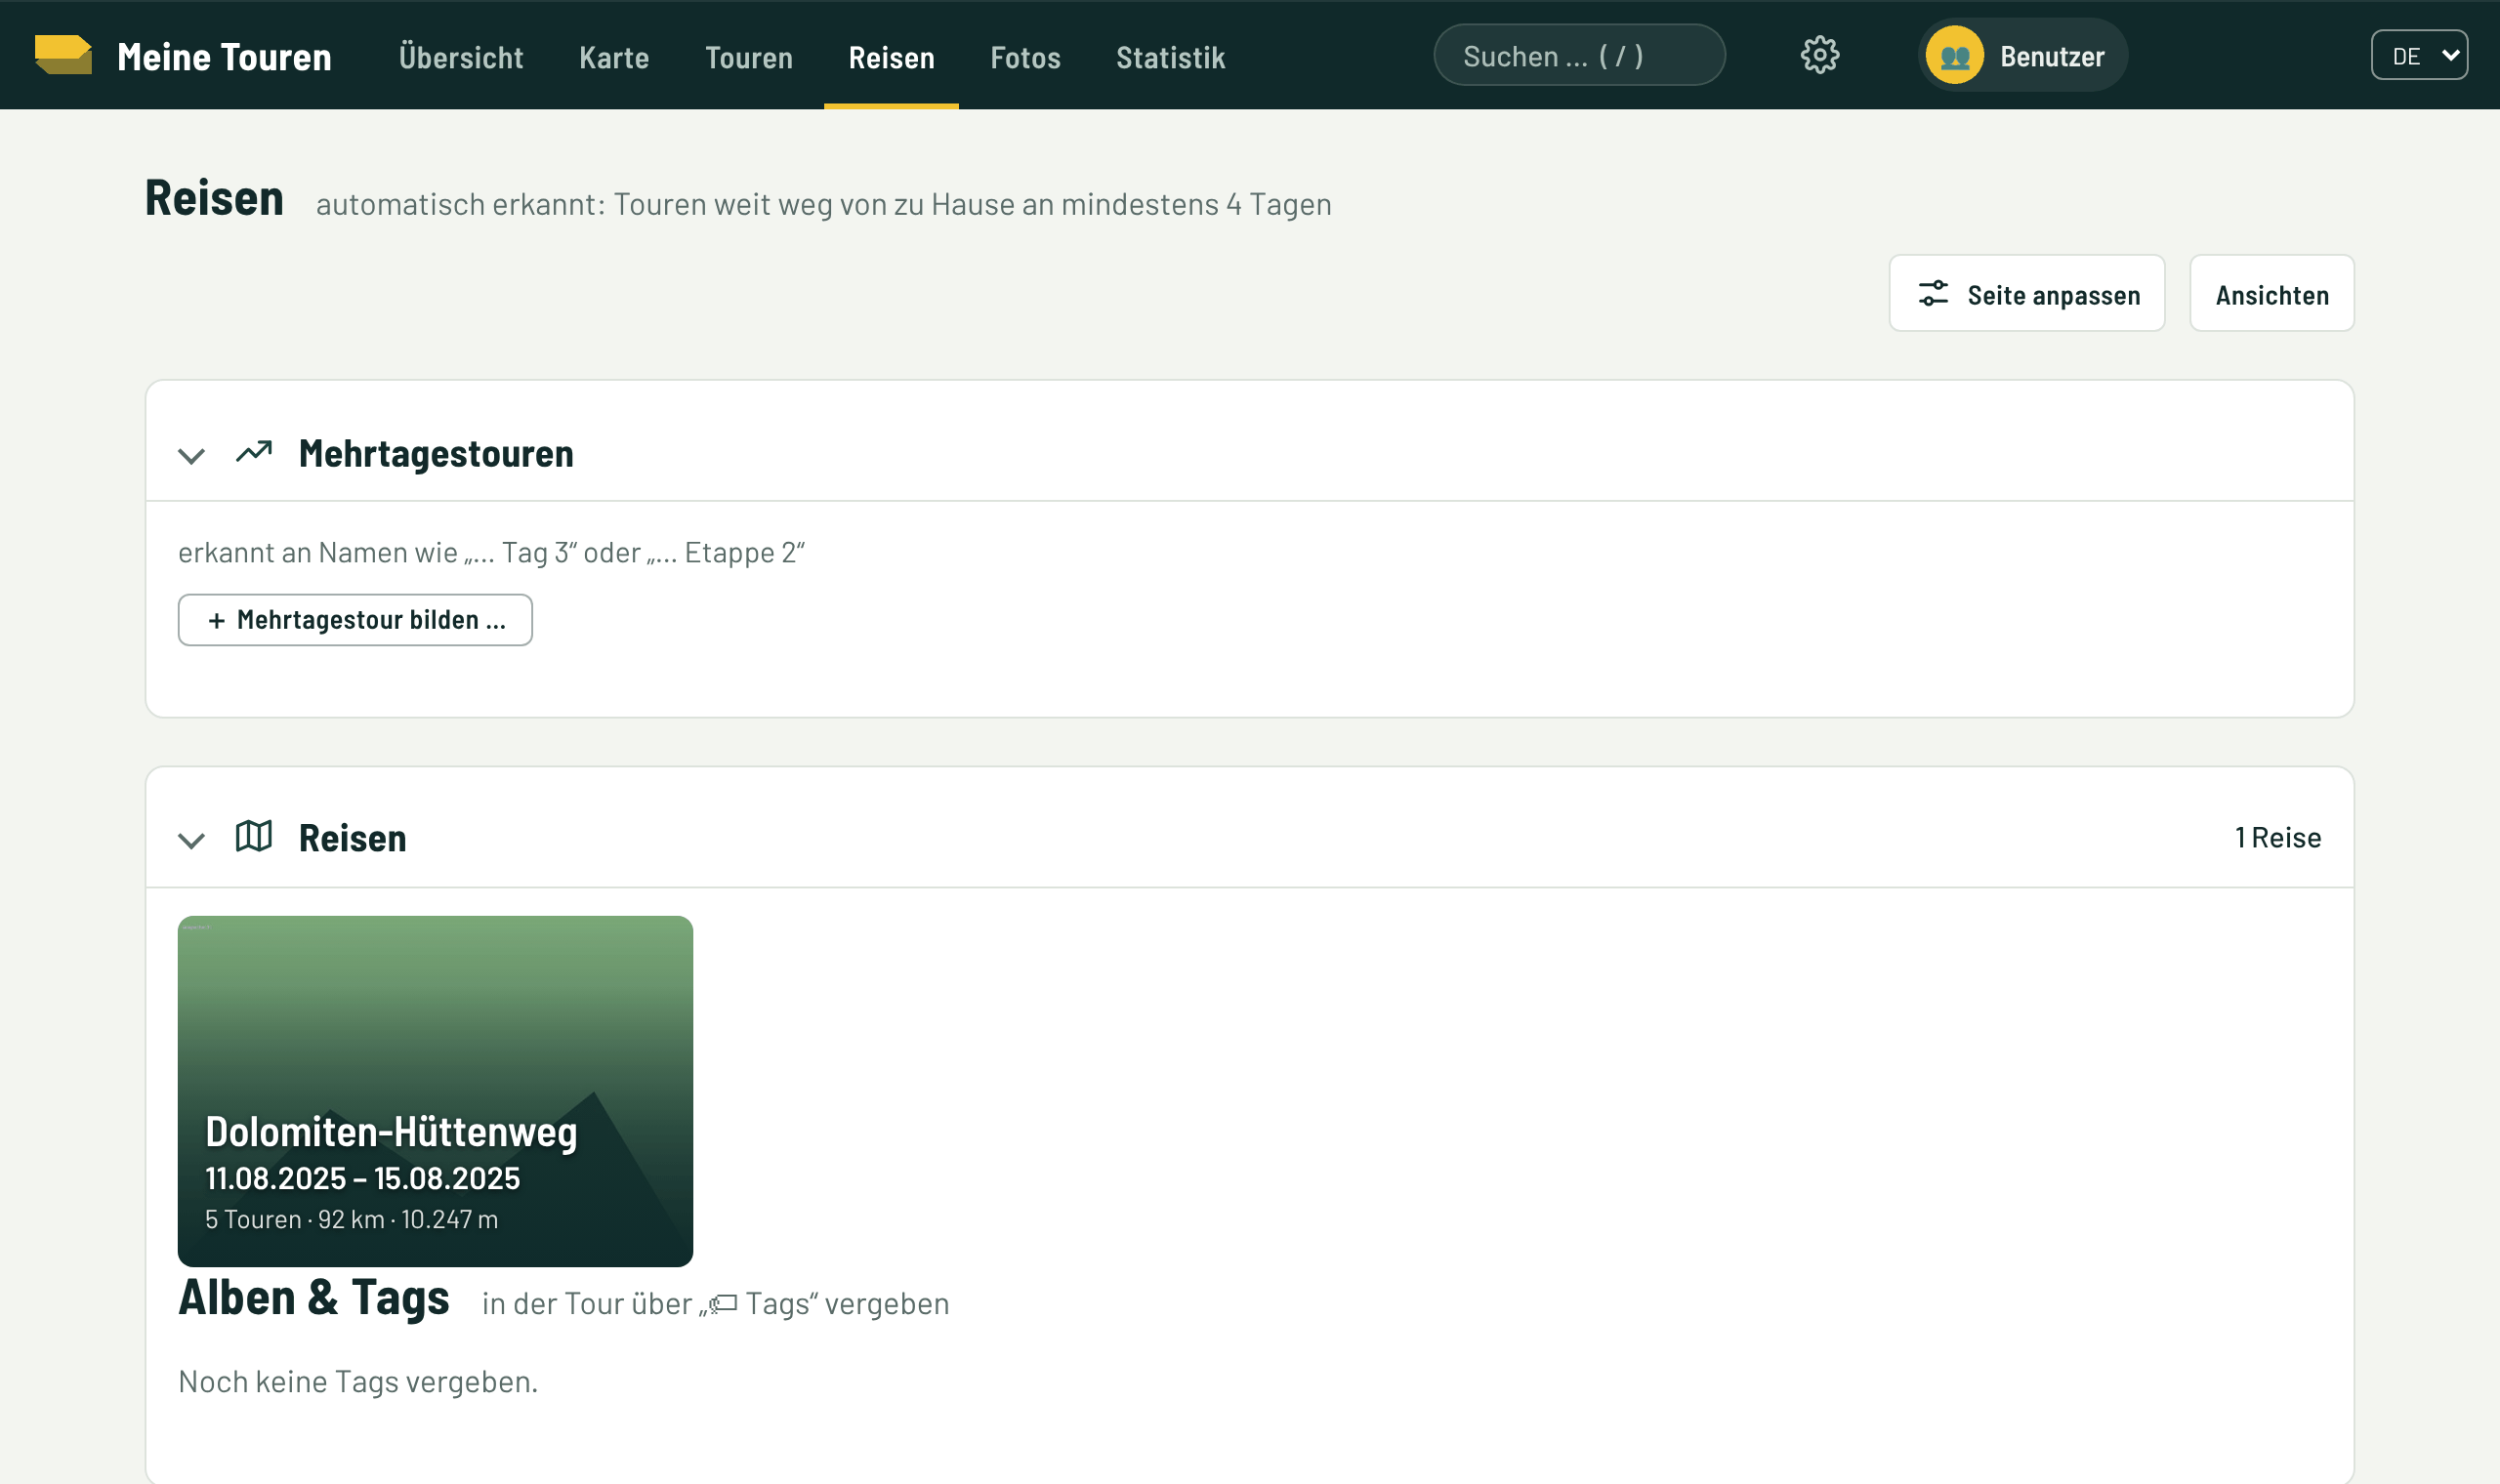 Meine Touren
Übersicht
Karte
Touren
Reisen
Fotos
Statistik
Suchen ... ( / )
Benutzer
DE
Reisen automatisch erkannt: Touren weit weg von zu Hause an mindestens 4 Tagen
Seite anpassen
Ansichten
Mehrtagestouren
erkannt an Namen wie „... Tag 3“ oder „... Etappe 2“
+ Mehrtagestour bilden ...
Reisen
1 Reise
Dolomiten-Hüttenweg
11.08.2025 – 15.08.2025
5 Touren · 92 km · 10.247 m
Alben & Tags in der Tour über „🏷 Tags“ vergeben
Noch keine Tags vergeben.